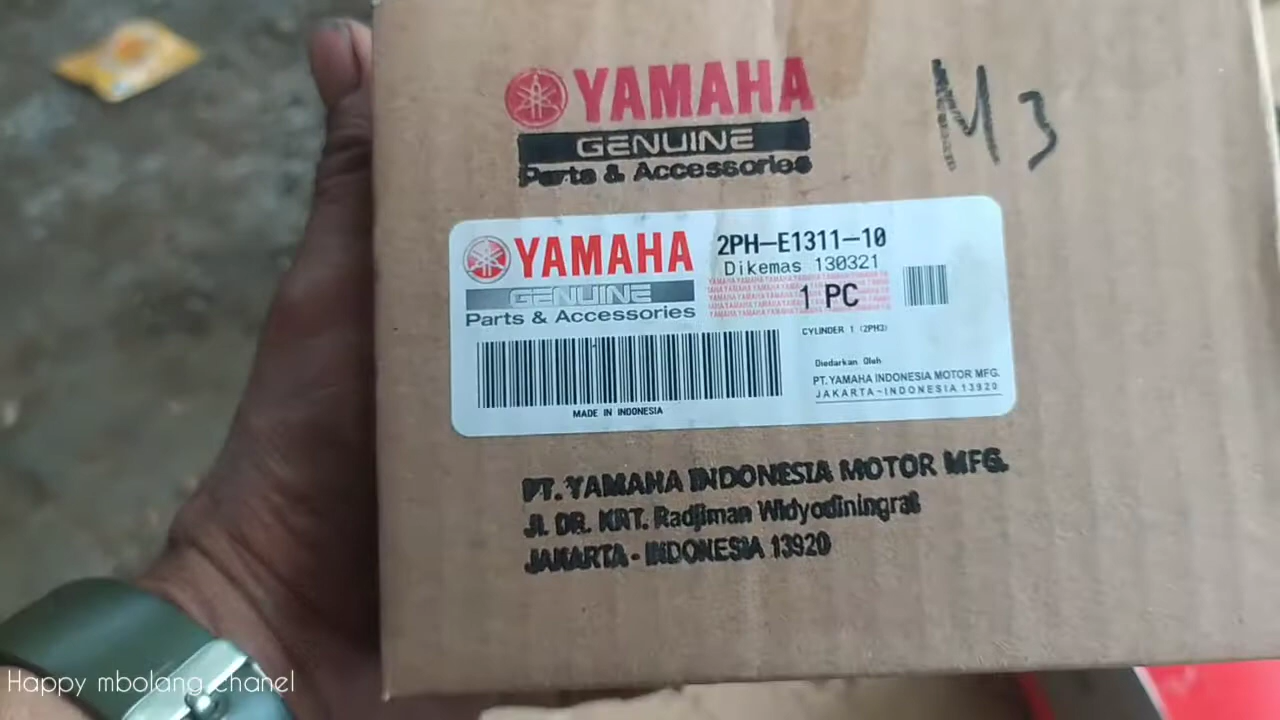 YAMAHA
GENUINE
Parts & Accessories
M3
YAMAHA
GENUINE
Parts & Accessories
2PH-E1311-10
Dikemas 130321
1 PC
CYLINDER 1 (2PH3)
Diedarkan Oleh
PT. YAMAHA INDONESIA MOTOR MFG.
JAKARTA-INDONESIA 13920
MADE IN INDONESIA
PT. YAMAHA INDONESIA MOTOR MFG.
Jl. DR. KRT. Radjiman Widyodiningrat
JAKARTA - INDONESIA 13920
Happy mbolang chanel